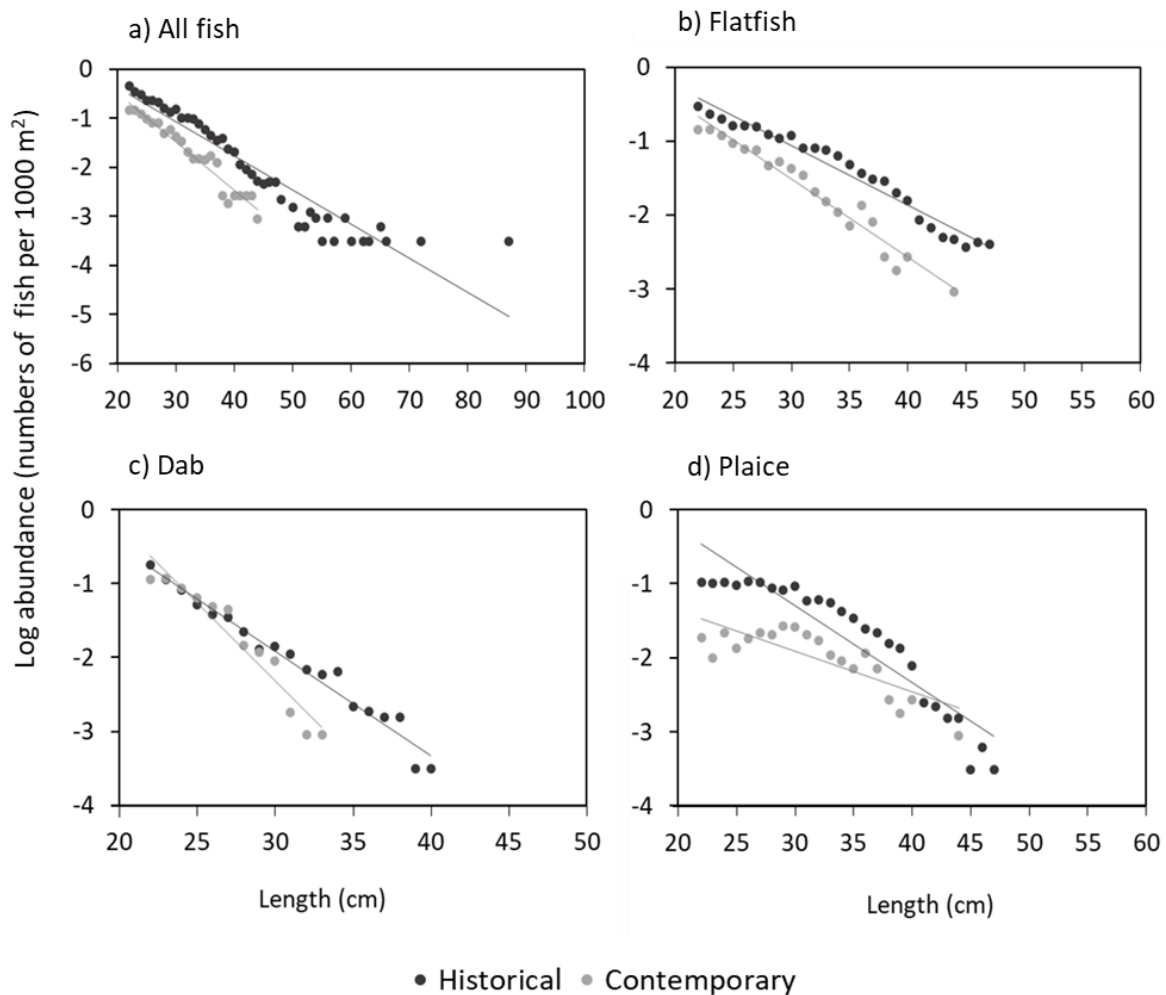 a) All fish
0
-1
-2
-3
-4
-5
-6
20 30 40 50 60 70 80 90 100
b) Flatfish
0
-1
-2
-3
-4
20 25 30 35 40 45 50 55 60
Log abundance (numbers of fish per 1000 m²)
c) Dab
0
-1
-2
-3
-4
20 25 30 35 40 45 50
Length (cm)
d) Plaice
0
-1
-2
-3
-4
20 25 30 35 40 45 50 55 60
Length (cm)
Historical Contemporary